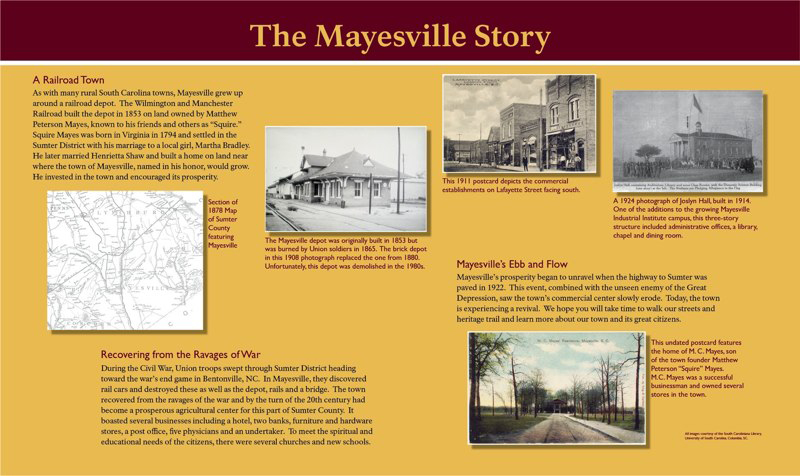 The Mayesville Story
A Railroad Town
As with many rural South Carolina towns, Mayesville grew up
around a railroad depot. The Wilmington and Manchester
Railroad built the depot in 1853 on land owned by Matthew
Peterson Mayes, known to his friends and others as “Squire.”
Squire Mayes was born in Virginia in 1794 and settled in the
Sumter District with his marriage to a local girl, Martha Bradley.
He later married Henrietta Shaw and built a home on land near
where the town of Mayesville, named in his honor, would grow.
He invested in the town and encouraged its prosperity.
Section of
1878 Map
of Sumter
County
featuring
Mayesville
The Mayesville depot was originally built in 1853 but
was burned by Union soldiers in 1865. The brick depot
in this 1908 photograph replaced the one from 1880.
Unfortunately, this depot was demolished in the 1980s.
Recovering from the Ravages of War
During the Civil War, Union troops swept through Sumter District heading
toward the war’s end game in Bentonville, NC. In Mayesville, they discovered
rail cars and destroyed these as well as the depot, rails and a bridge. The town
recovered from the ravages of the war and by the turn of the 20th century had
become a prosperous agricultural center for this part of Sumter County. It
boasted several businesses including a hotel, two banks, furniture and hardware
stores, a post office, five physicians and an undertaker. To meet the spiritual and
educational needs of the citizens, there were several churches and new schools.
This 1911 postcard depicts the commercial
establishments on Lafayette Street facing south.
A 1924 photograph of Joslyn Hall, built in 1914.
One of the additions to the growing Mayesville
Industrial Institute campus, this three-story
structure included administrative offices, a library,
chapel and dining room.
Mayesville’s Ebb and Flow
Mayesville’s prosperity began to unravel when the highway to Sumter was
paved in 1922. This event, combined with the unseen enemy of the Great
Depression, saw the town’s commercial center slowly erode. Today, the town
is experiencing a revival. We hope you will take time to walk our streets and
heritage trail and learn more about our town and its great citizens.
This undated postcard features
the home of M. C. Mayes, son
of the town founder Matthew
Peterson “Squire” Mayes.
M.C. Mayes was a successful
businessman and owned several
stores in the town.
All images courtesy of the South Caroliniana Library,
University of South Carolina, Columbia, SC.